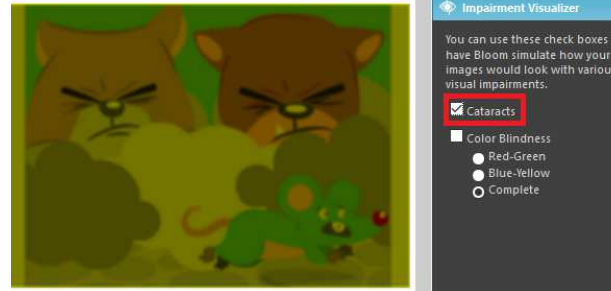 Impairment Visualizer
You can use these check boxes
have Bloom simulate how your
images would look with variou
visual impairments.
Cataracts
Color Blindness
Red-Green
Blue-Yellow
Complete